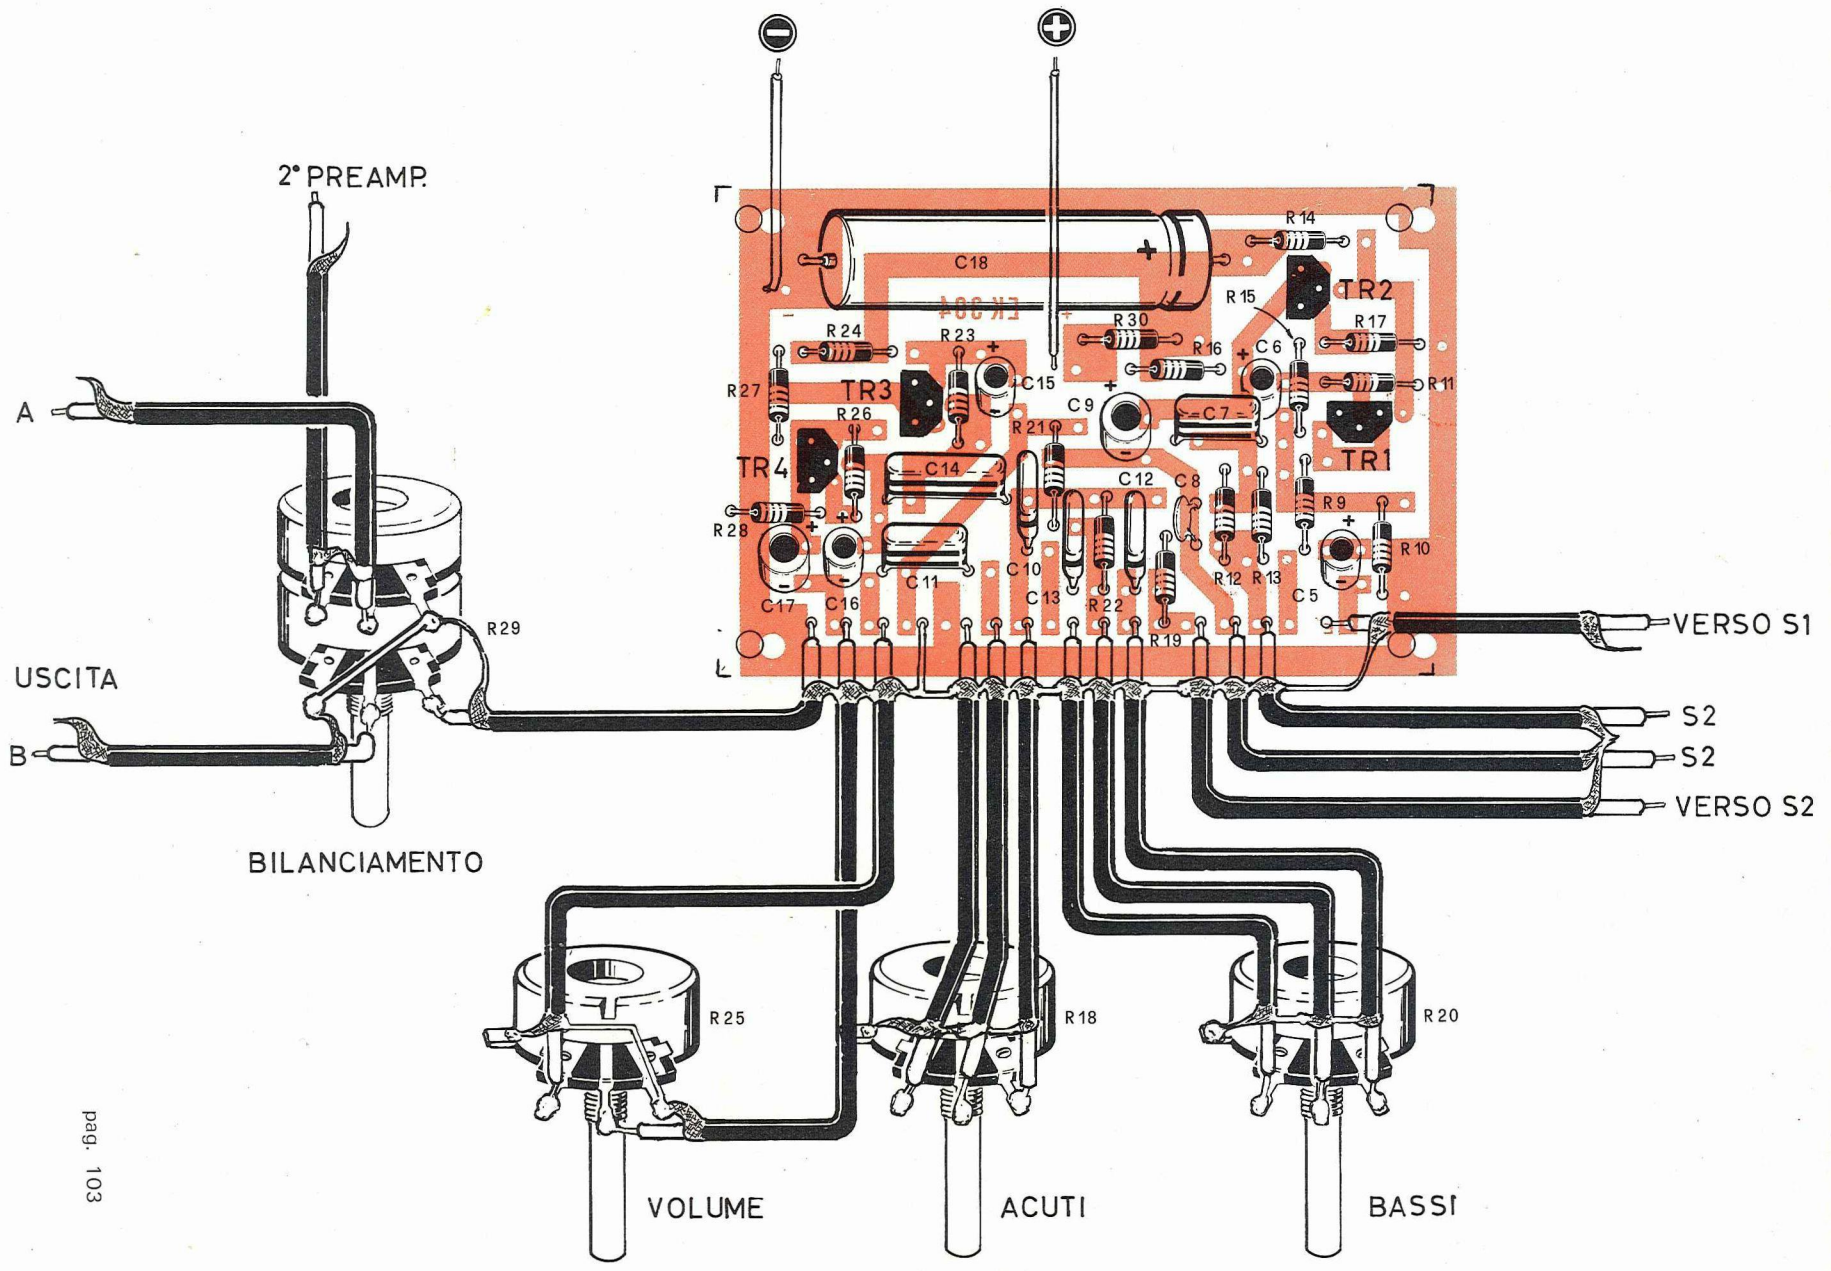 2° PREAMP.
A
USCITA
B
R29
BILANCIAMENTO
R14
C18
TR2
R15
EK304
R30
R24
R23
R17
C6
R16
R11
C15
R27
TR3
C9
C7
R26
R21
TR1
TR4
C14
C12
C8
R9
R28
R10
C10
C11
R12
R13
C5
C17
C16
C13
R22
R19
VERSO S1
S2
S2
VERSO S2
R25
R18
R20
VOLUME
ACUTI
BASSI
pag. 103